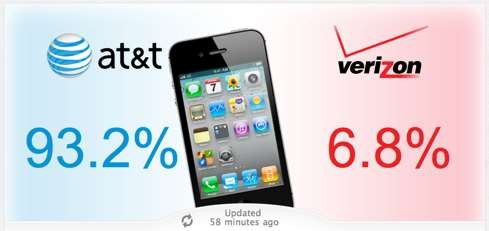 at&t
verizon
93.2%
6.8%
Updated
58 minutes ago